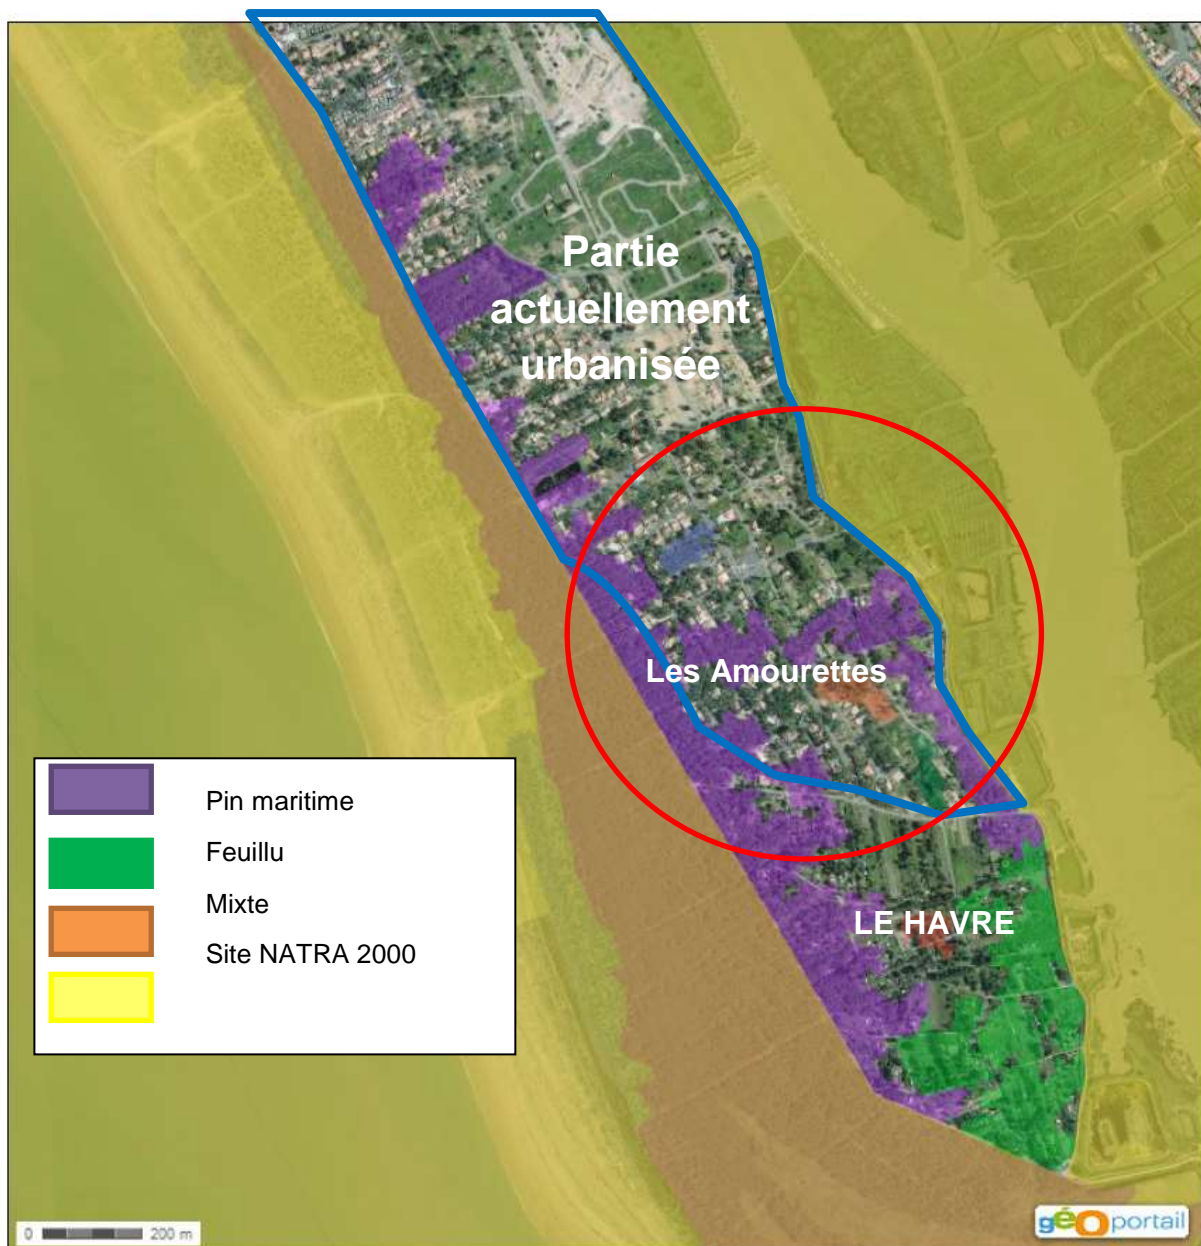 Partie
actuellement
urbanisée
Les Amourettes
Pin maritime
Feuillu
Mixte
Site NATRA 2000
LE HAVRE
0 200 m
géoportail